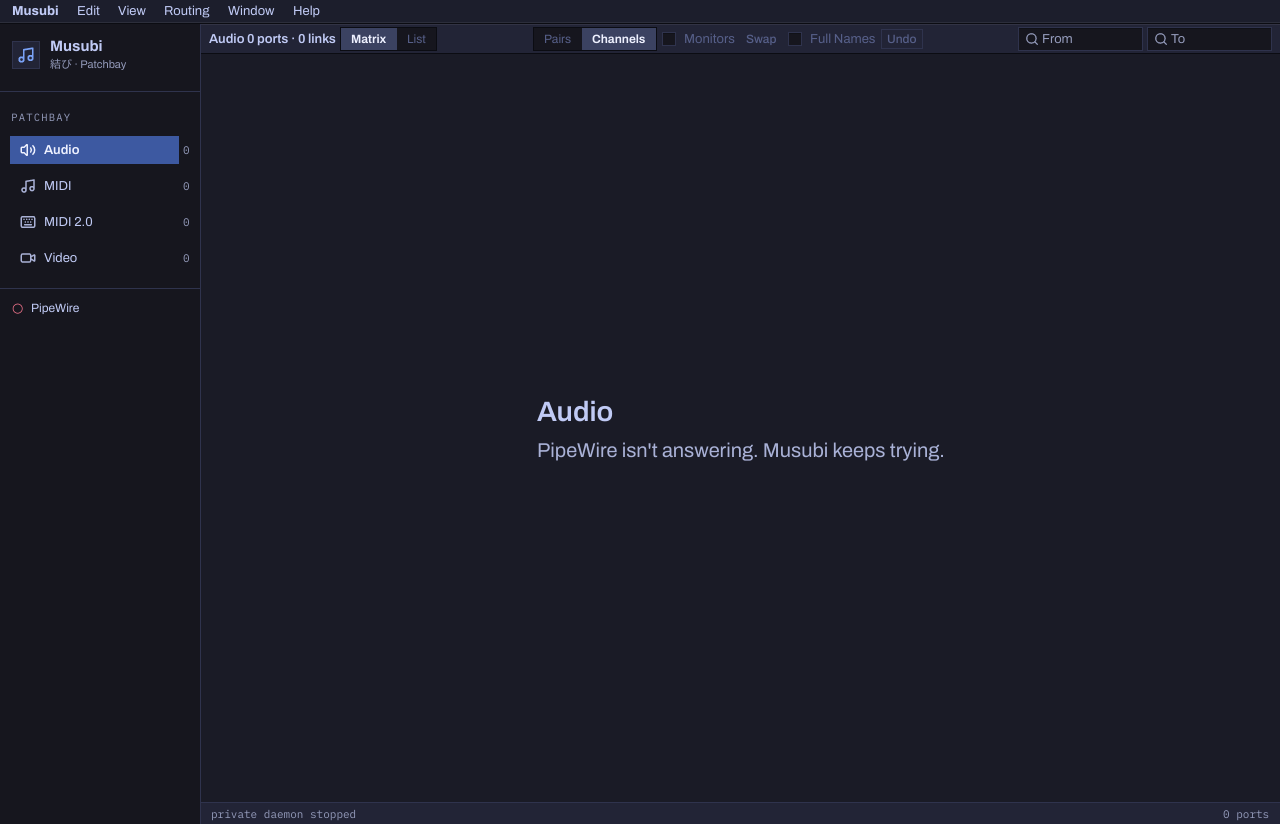 Musubi Edit View Routing Window Help
Musubi
結び · Patchbay
Audio 0 ports · 0 links Matrix List Pairs Channels Monitors Swap Full Names Undo From To
PATCHBAY
Audio 0
MIDI 0
MIDI 2.0 0
Video 0
PipeWire
Audio
PipeWire isn't answering. Musubi keeps trying.
private daemon stopped 0 ports